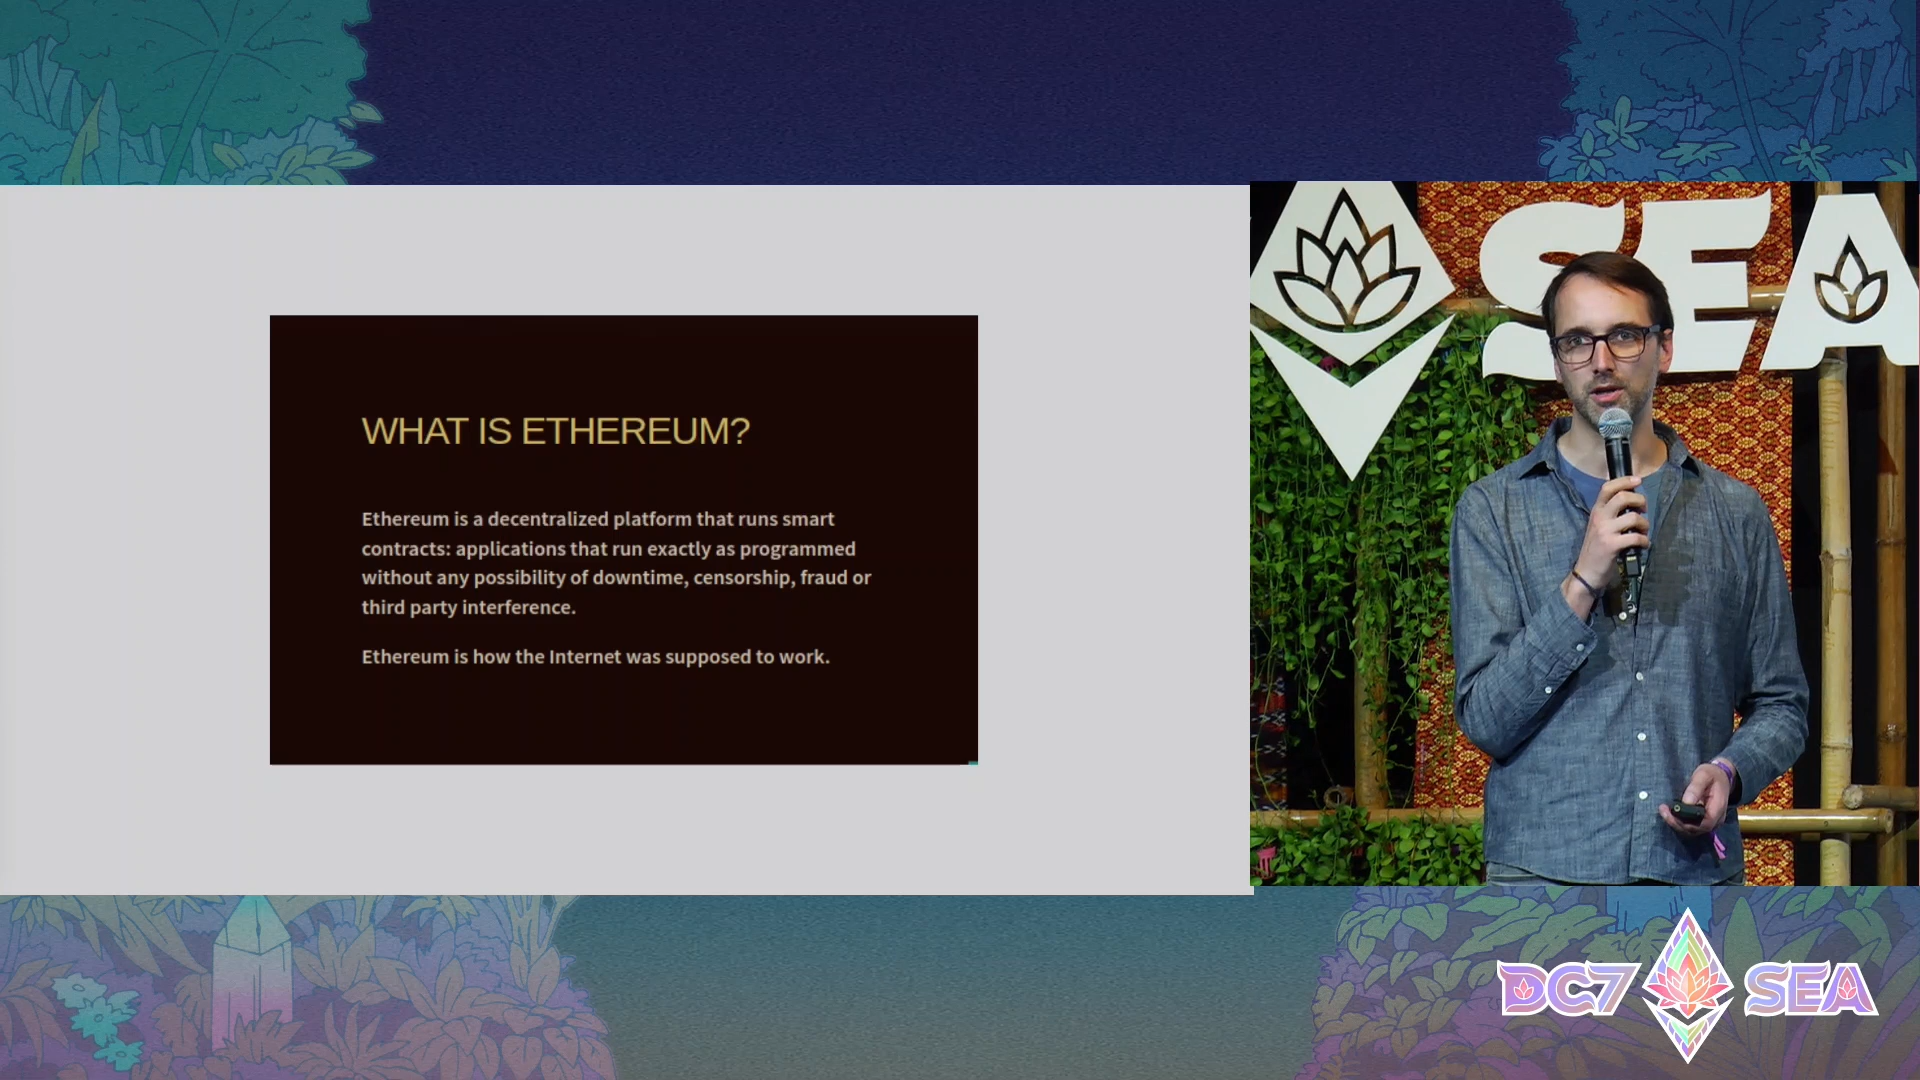 WHAT IS ETHEREUM?
Ethereum is a decentralized platform that runs smart
contracts: applications that run exactly as programmed
without any possibility of downtime, censorship, fraud or
third party interference.
Ethereum is how the Internet was supposed to work.
SEA
DC7 SEA